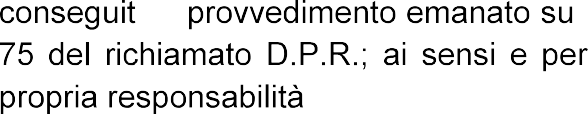 conseguit provvedimento emanato su
75 del richiamato D.P.R.; ai sensi e per
propria responsabilità